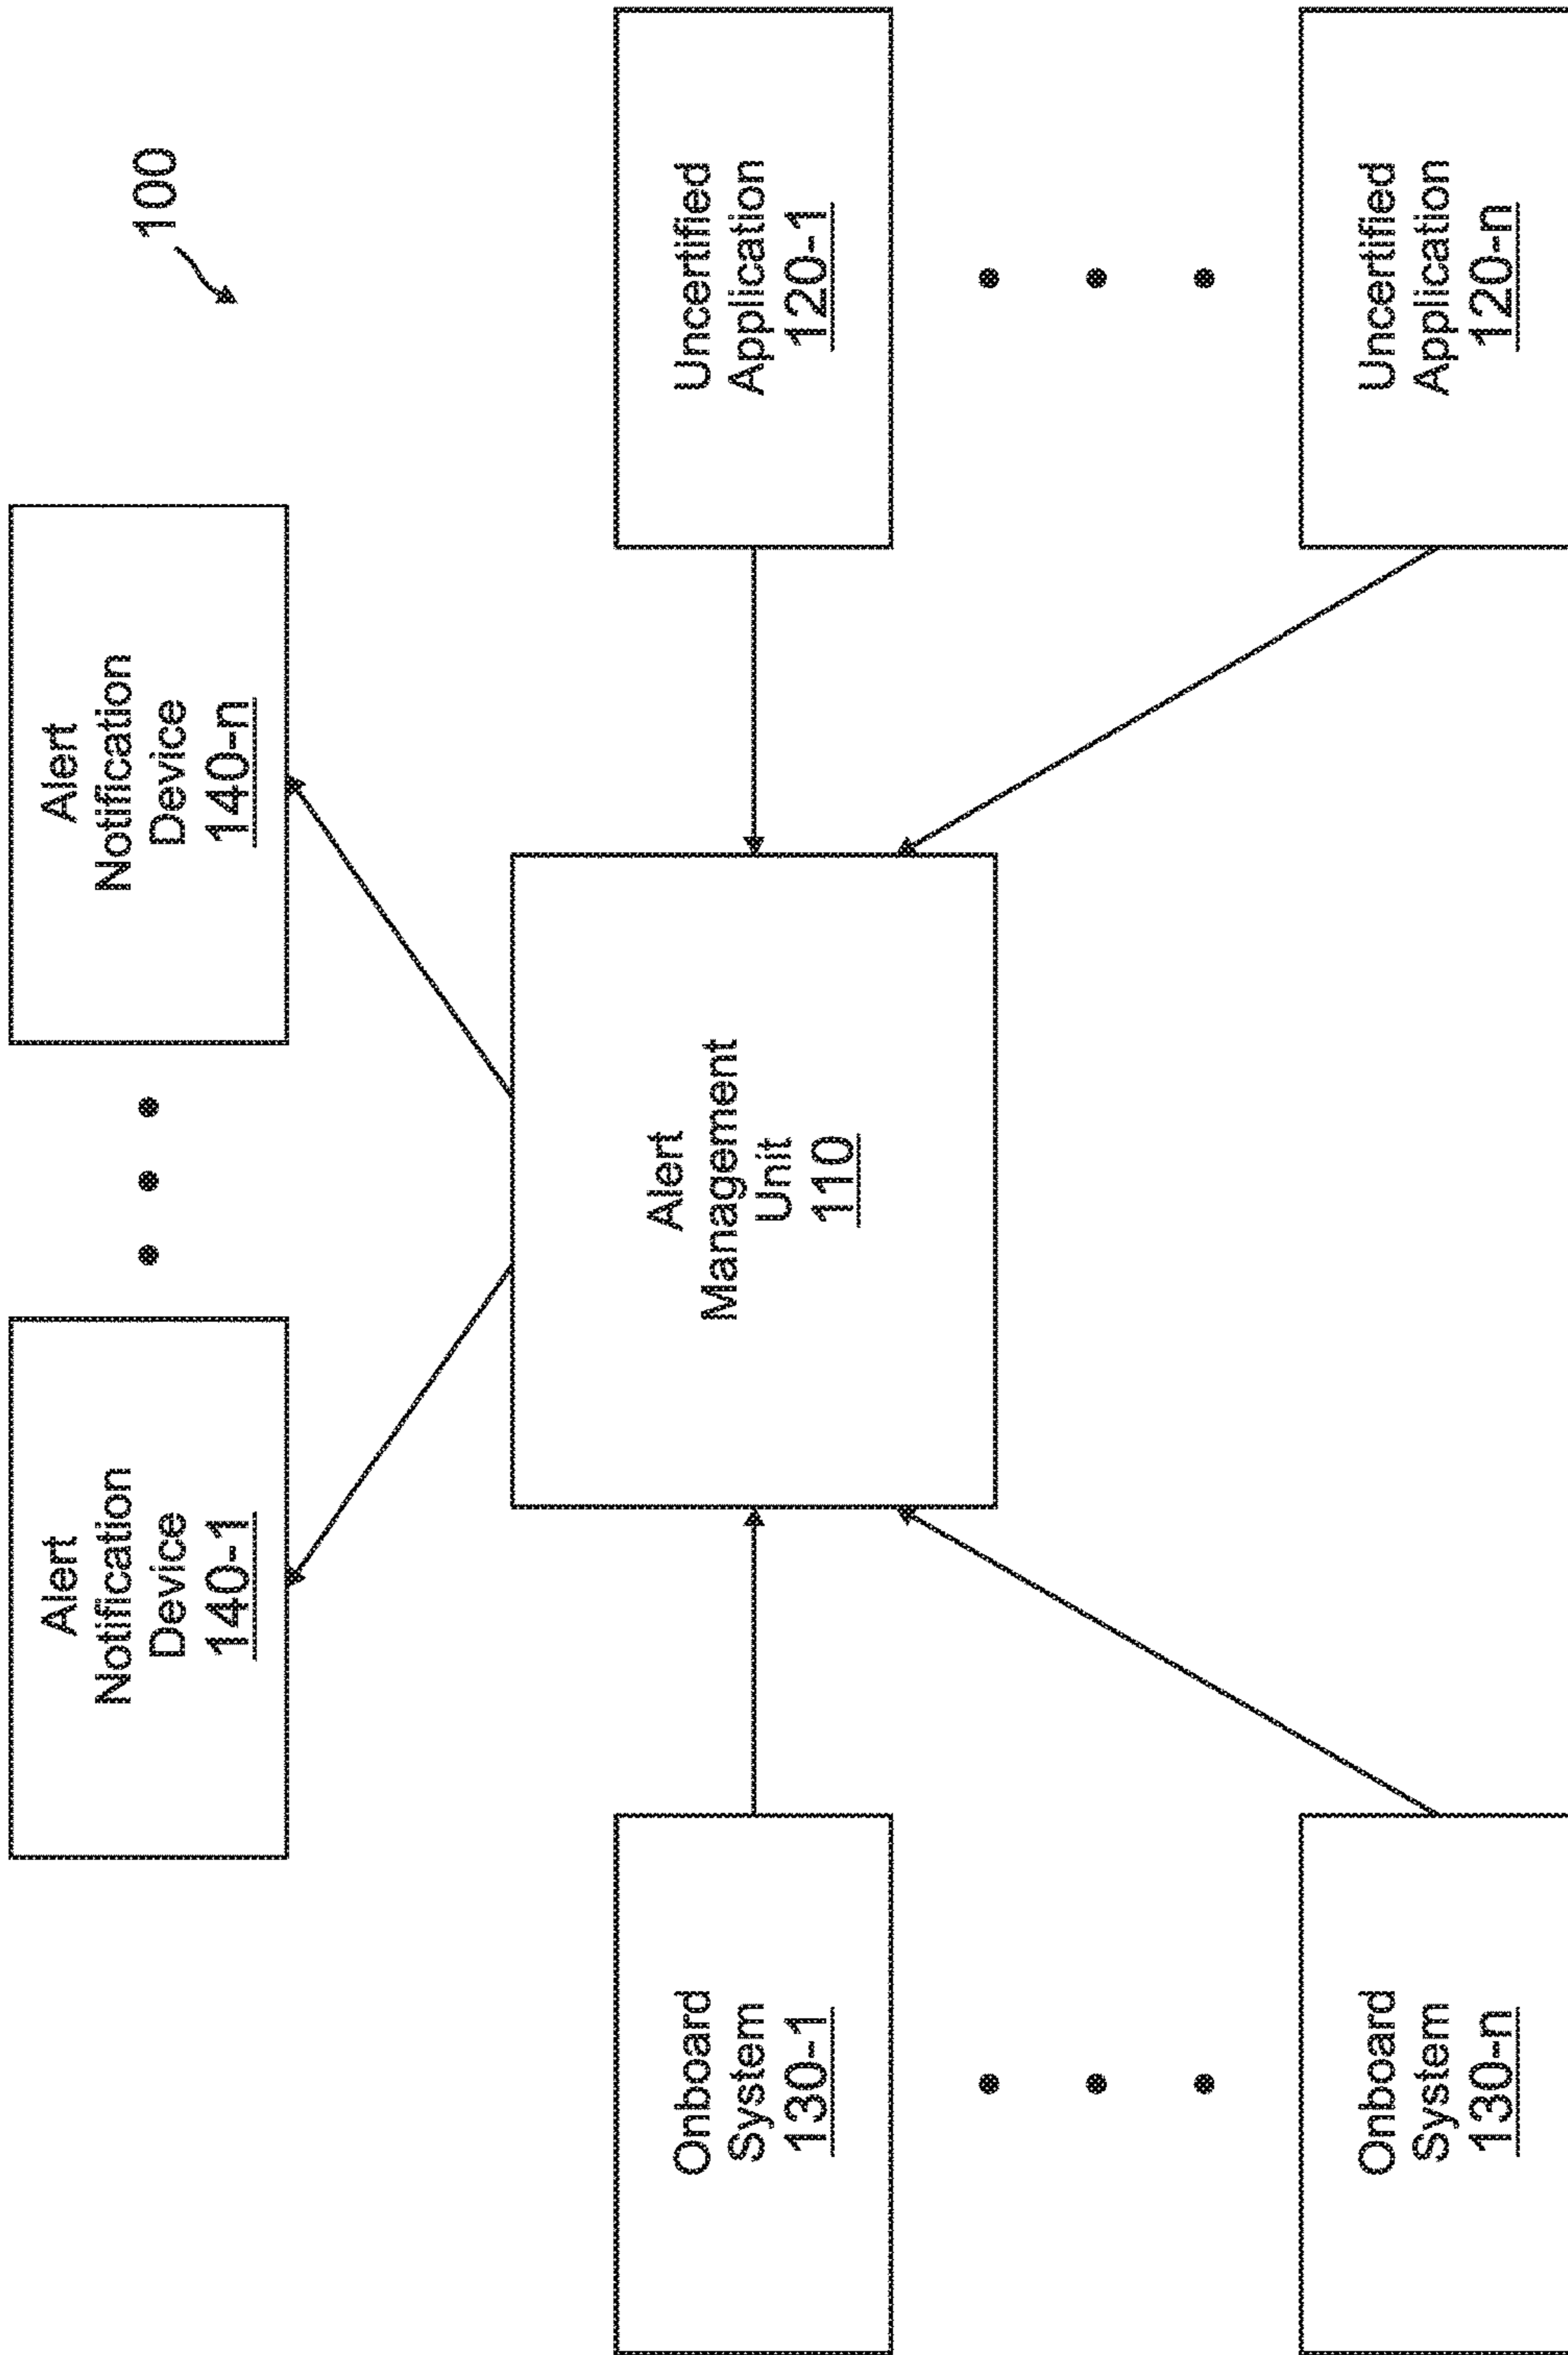 100
Alert
Notification
Device
140-1
Alert
Notification
Device
140-n
Onboard
System
130-1
Alert
Management
Unit
110
Uncertified
Application
120-1
Onboard
System
130-n
Uncertified
Application
120-n